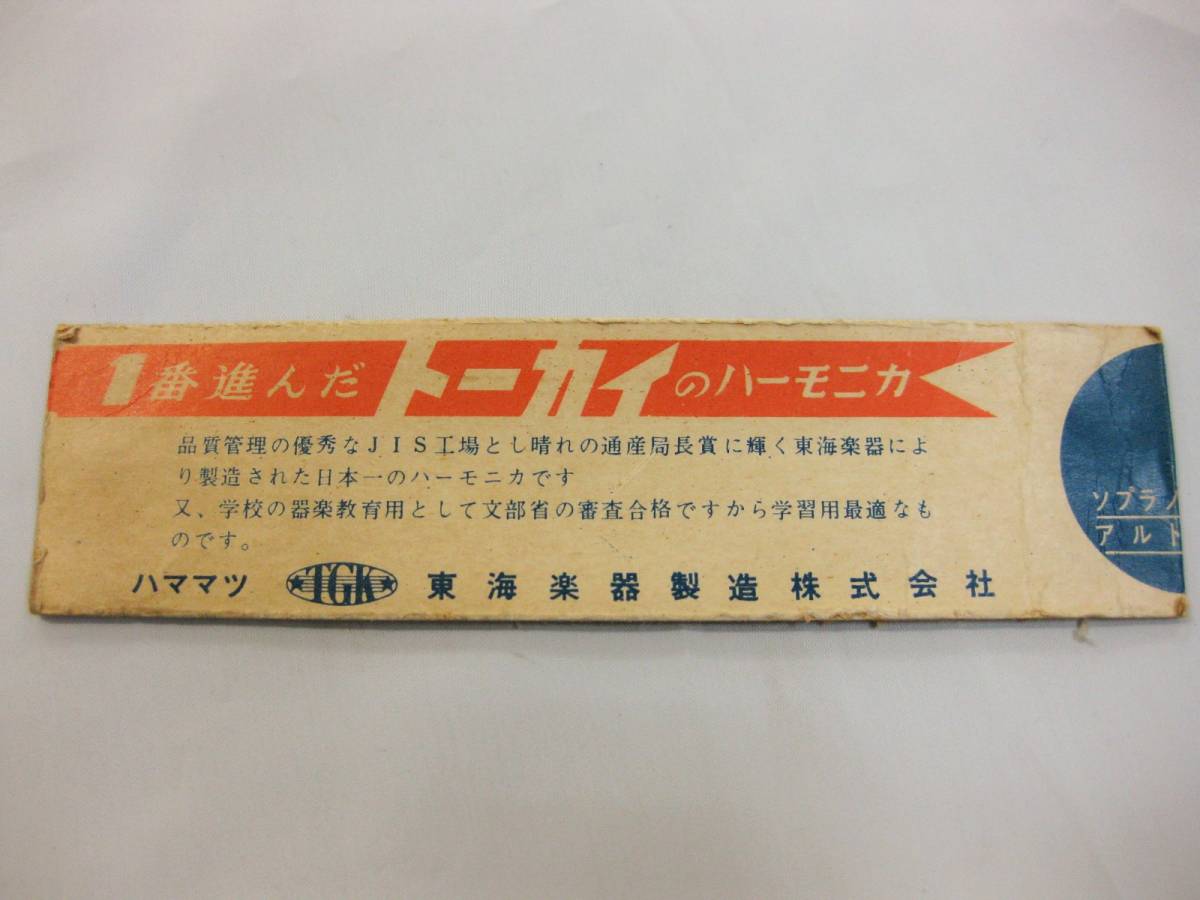 1番進んだトーカイのハーモニカ
品質管理の優秀なJIS工場とし晴れの通産局長賞に輝く東海楽器によ
り製造された日本一のハーモニカです
又、学校の器楽教育用として文部省の審査合格ですから学習用最適なも
のです。
ハママツ TGK 東海楽器製造株式会社
ソプラノ
アルト